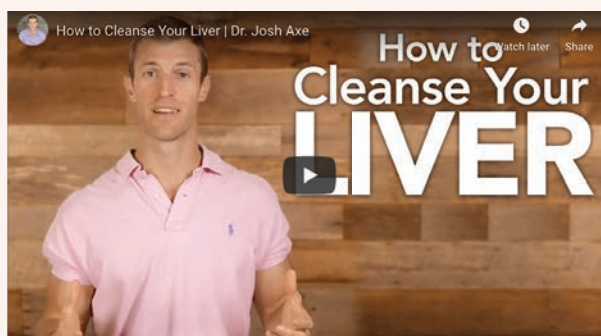 How to Cleanse Your Liver | Dr. Josh Axe
Watch later
Share
How to
Cleanse Your
LIVER